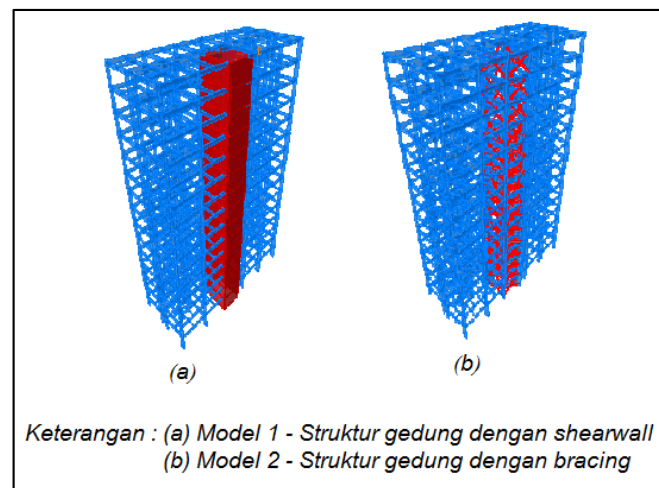 (a)
(b)
Keterangan : (a) Model 1 - Struktur gedung dengan shearwall
(b) Model 2 - Struktur gedung dengan bracing